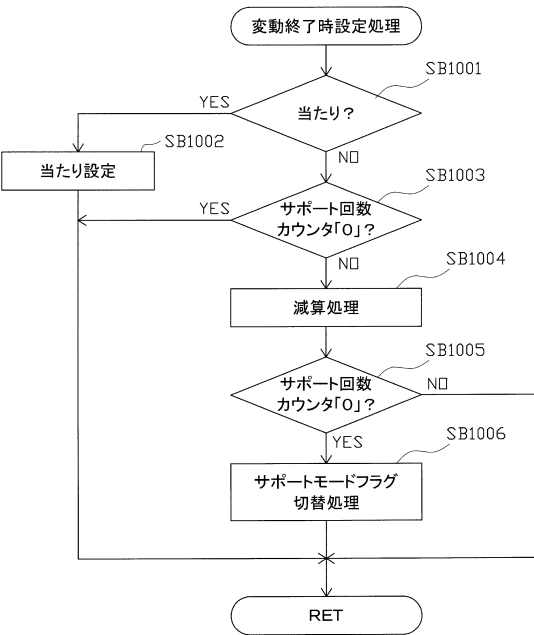 変動終了時設定処理
SB1001
当たり？
YES
NO
SB1002
当たり設定
SB1003
サポート回数
カウンタ「０」？
YES
NO
SB1004
減算処理
SB1005
サポート回数
カウンタ「０」？
NO
YES
SB1006
サポートモードフラグ
切替処理
RET